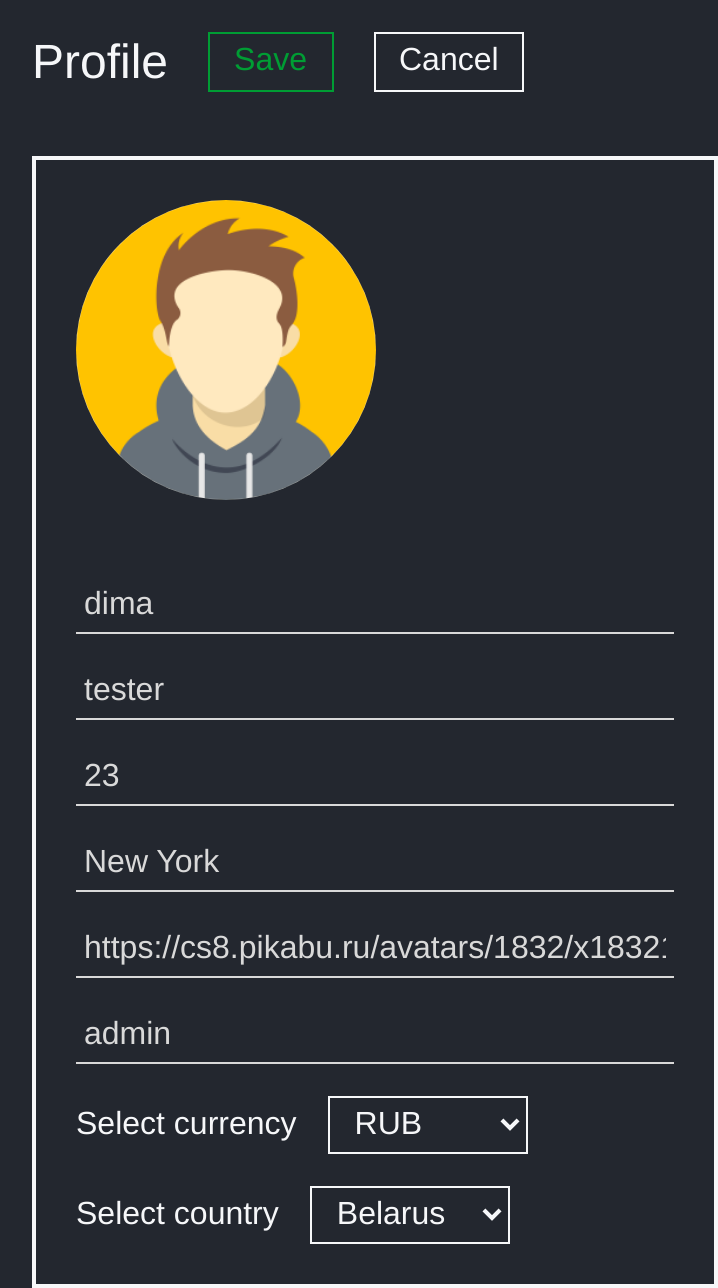 Profile Save Cancel
dima
tester
23
New York
https://cs8.pikabu.ru/avatars/1832/x1832
admin
Select currency RUB
Select country Belarus